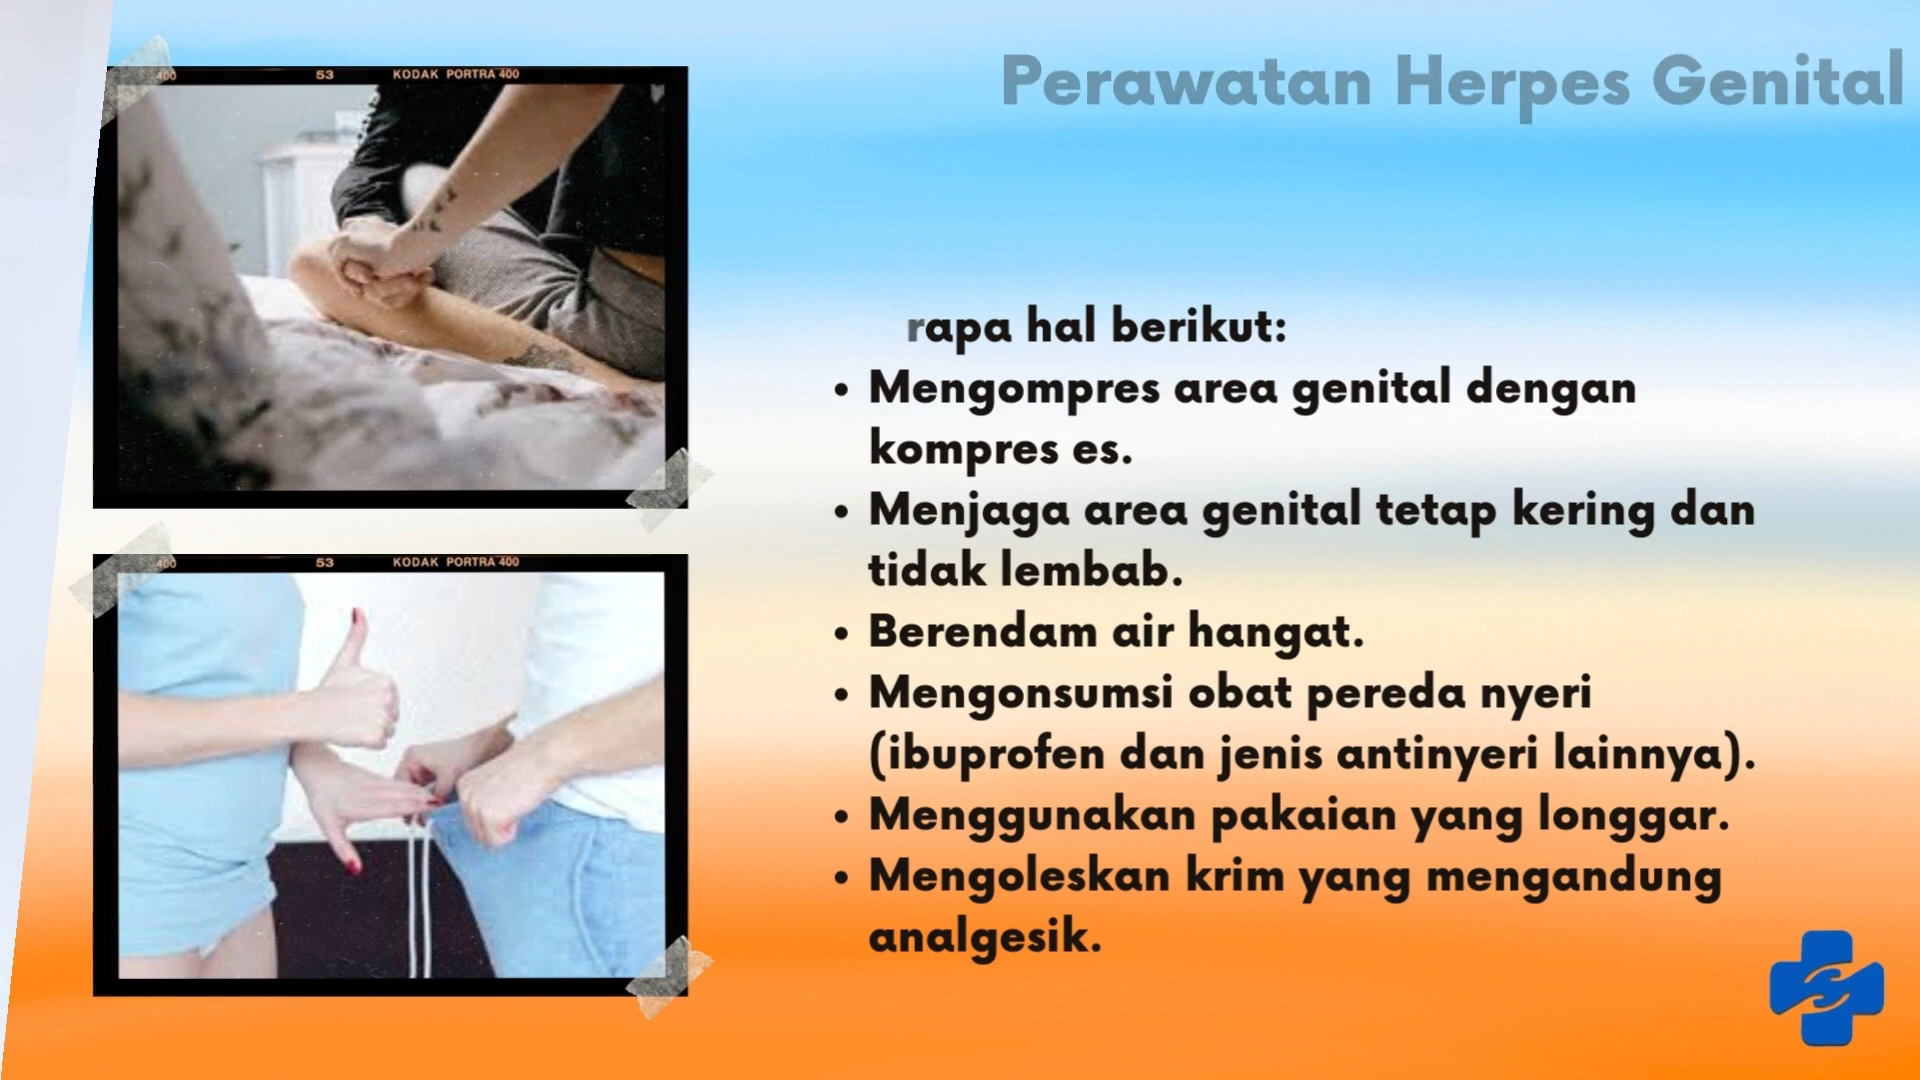 Perawatan Herpes Genital
400 53 KODAK PORTRA 400
rapa hal berikut:
• Mengompres area genital dengan
kompres es.
• Menjaga area genital tetap kering dan
tidak lembab.
• Berendam air hangat.
• Mengonsumsi obat pereda nyeri
(ibuprofen dan jenis antinyeri lainnya).
• Menggunakan pakaian yang longgar.
• Mengoleskan krim yang mengandung
analgesik.
400 53 KODAK PORTRA 400